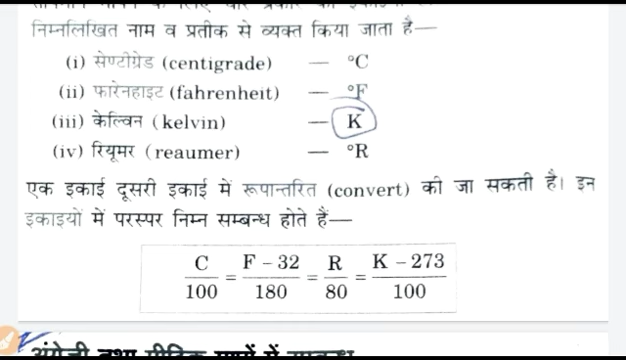 निम्नलिखित नाम व प्रतीक से व्यक्त किया जाता है—
(i) सेण्टीग्रेड (centigrade) — °C
(ii) फारेनहाइट (fahrenheit) — °F
(iii) केल्विन (kelvin) — K
(iv) रियूमर (reaumer) — °R
एक इकाई दूसरी इकाई में रूपान्तरित (convert) की जा सकती है। इन
इकाइयों में परस्पर निम्न सम्बन्ध होते हैं—
C/100 = F – 32/180 = R/80 = K – 273/100